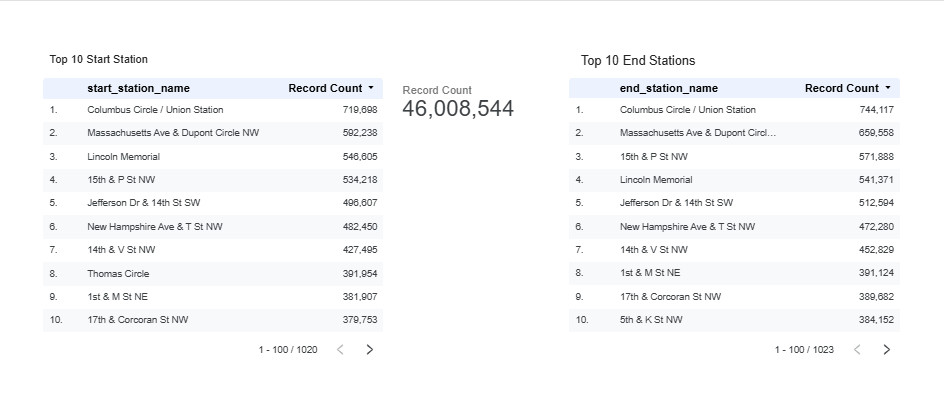 Top 10 Start Station
start_station_name Record Count
1. Columbus Circle / Union Station 719,698
2. Massachusetts Ave & Dupont Circle NW 592,238
3. Lincoln Memorial 546,605
4. 15th & P St NW 534,218
5. Jefferson Dr & 14th St SW 496,607
6. New Hampshire Ave & T St NW 482,450
7. 14th & V St NW 427,495
8. Thomas Circle 391,954
9. 1st & M St NE 381,907
10. 17th & Corcoran St NW 379,753
1 - 100 / 1020
Record Count
46,008,544
Top 10 End Stations
end_station_name Record Count
1. Columbus Circle / Union Station 744,117
2. Massachusetts Ave & Dupont Circl... 659,558
3. 15th & P St NW 571,888
4. Lincoln Memorial 541,371
5. Jefferson Dr & 14th St SW 512,594
6. New Hampshire Ave & T St NW 472,280
7. 14th & V St NW 452,829
8. 1st & M St NE 391,124
9. 17th & Corcoran St NW 389,682
10. 5th & K St NW 384,152
1 - 100 / 1023